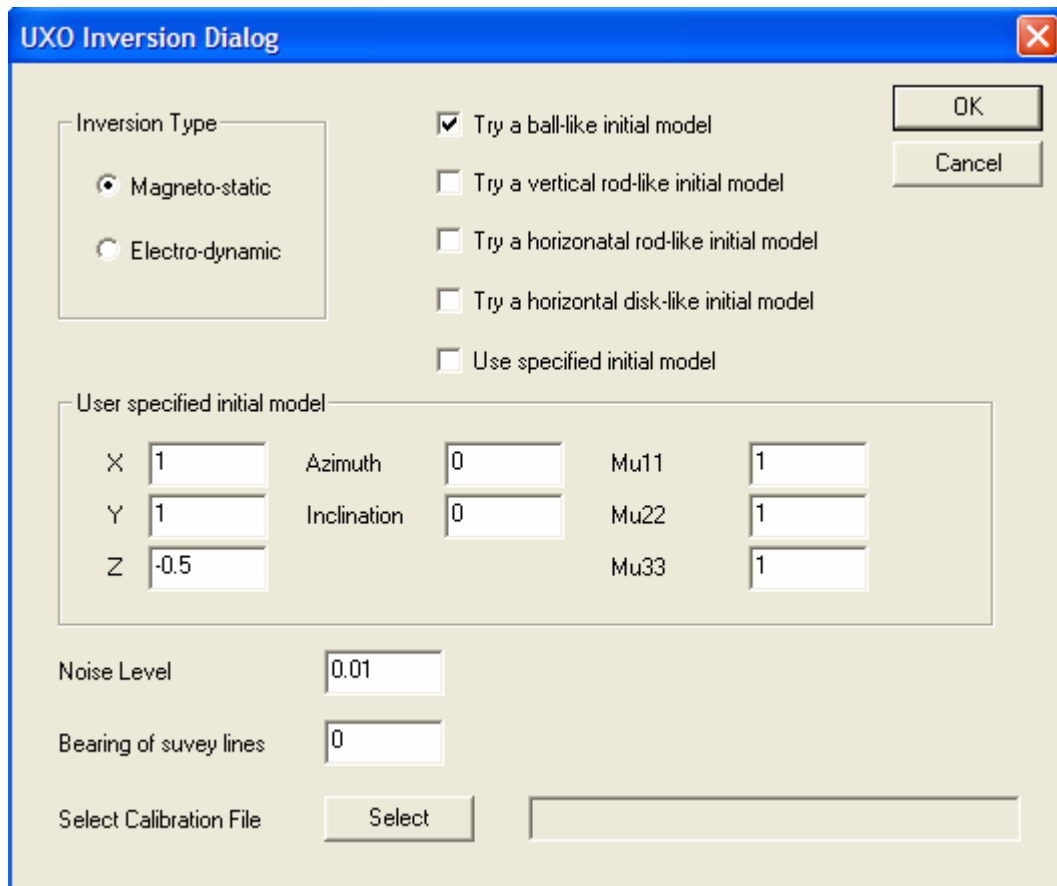 UXO Inversion Dialog
Inversion Type
Magneto-static
Electro-dynamic
Try a ball-like initial model
Try a vertical rod-like initial model
Try a horizonatal rod-like initial model
Try a horizontal disk-like initial model
Use specified initial model
OK
Cancel
User specified initial model
X 1 Azimuth 0 Mu11 1
Y 1 Inclination 0 Mu22 1
Z -0.5 Mu33 1
Noise Level 0.01
Bearing of suvey lines 0
Select Calibration File Select